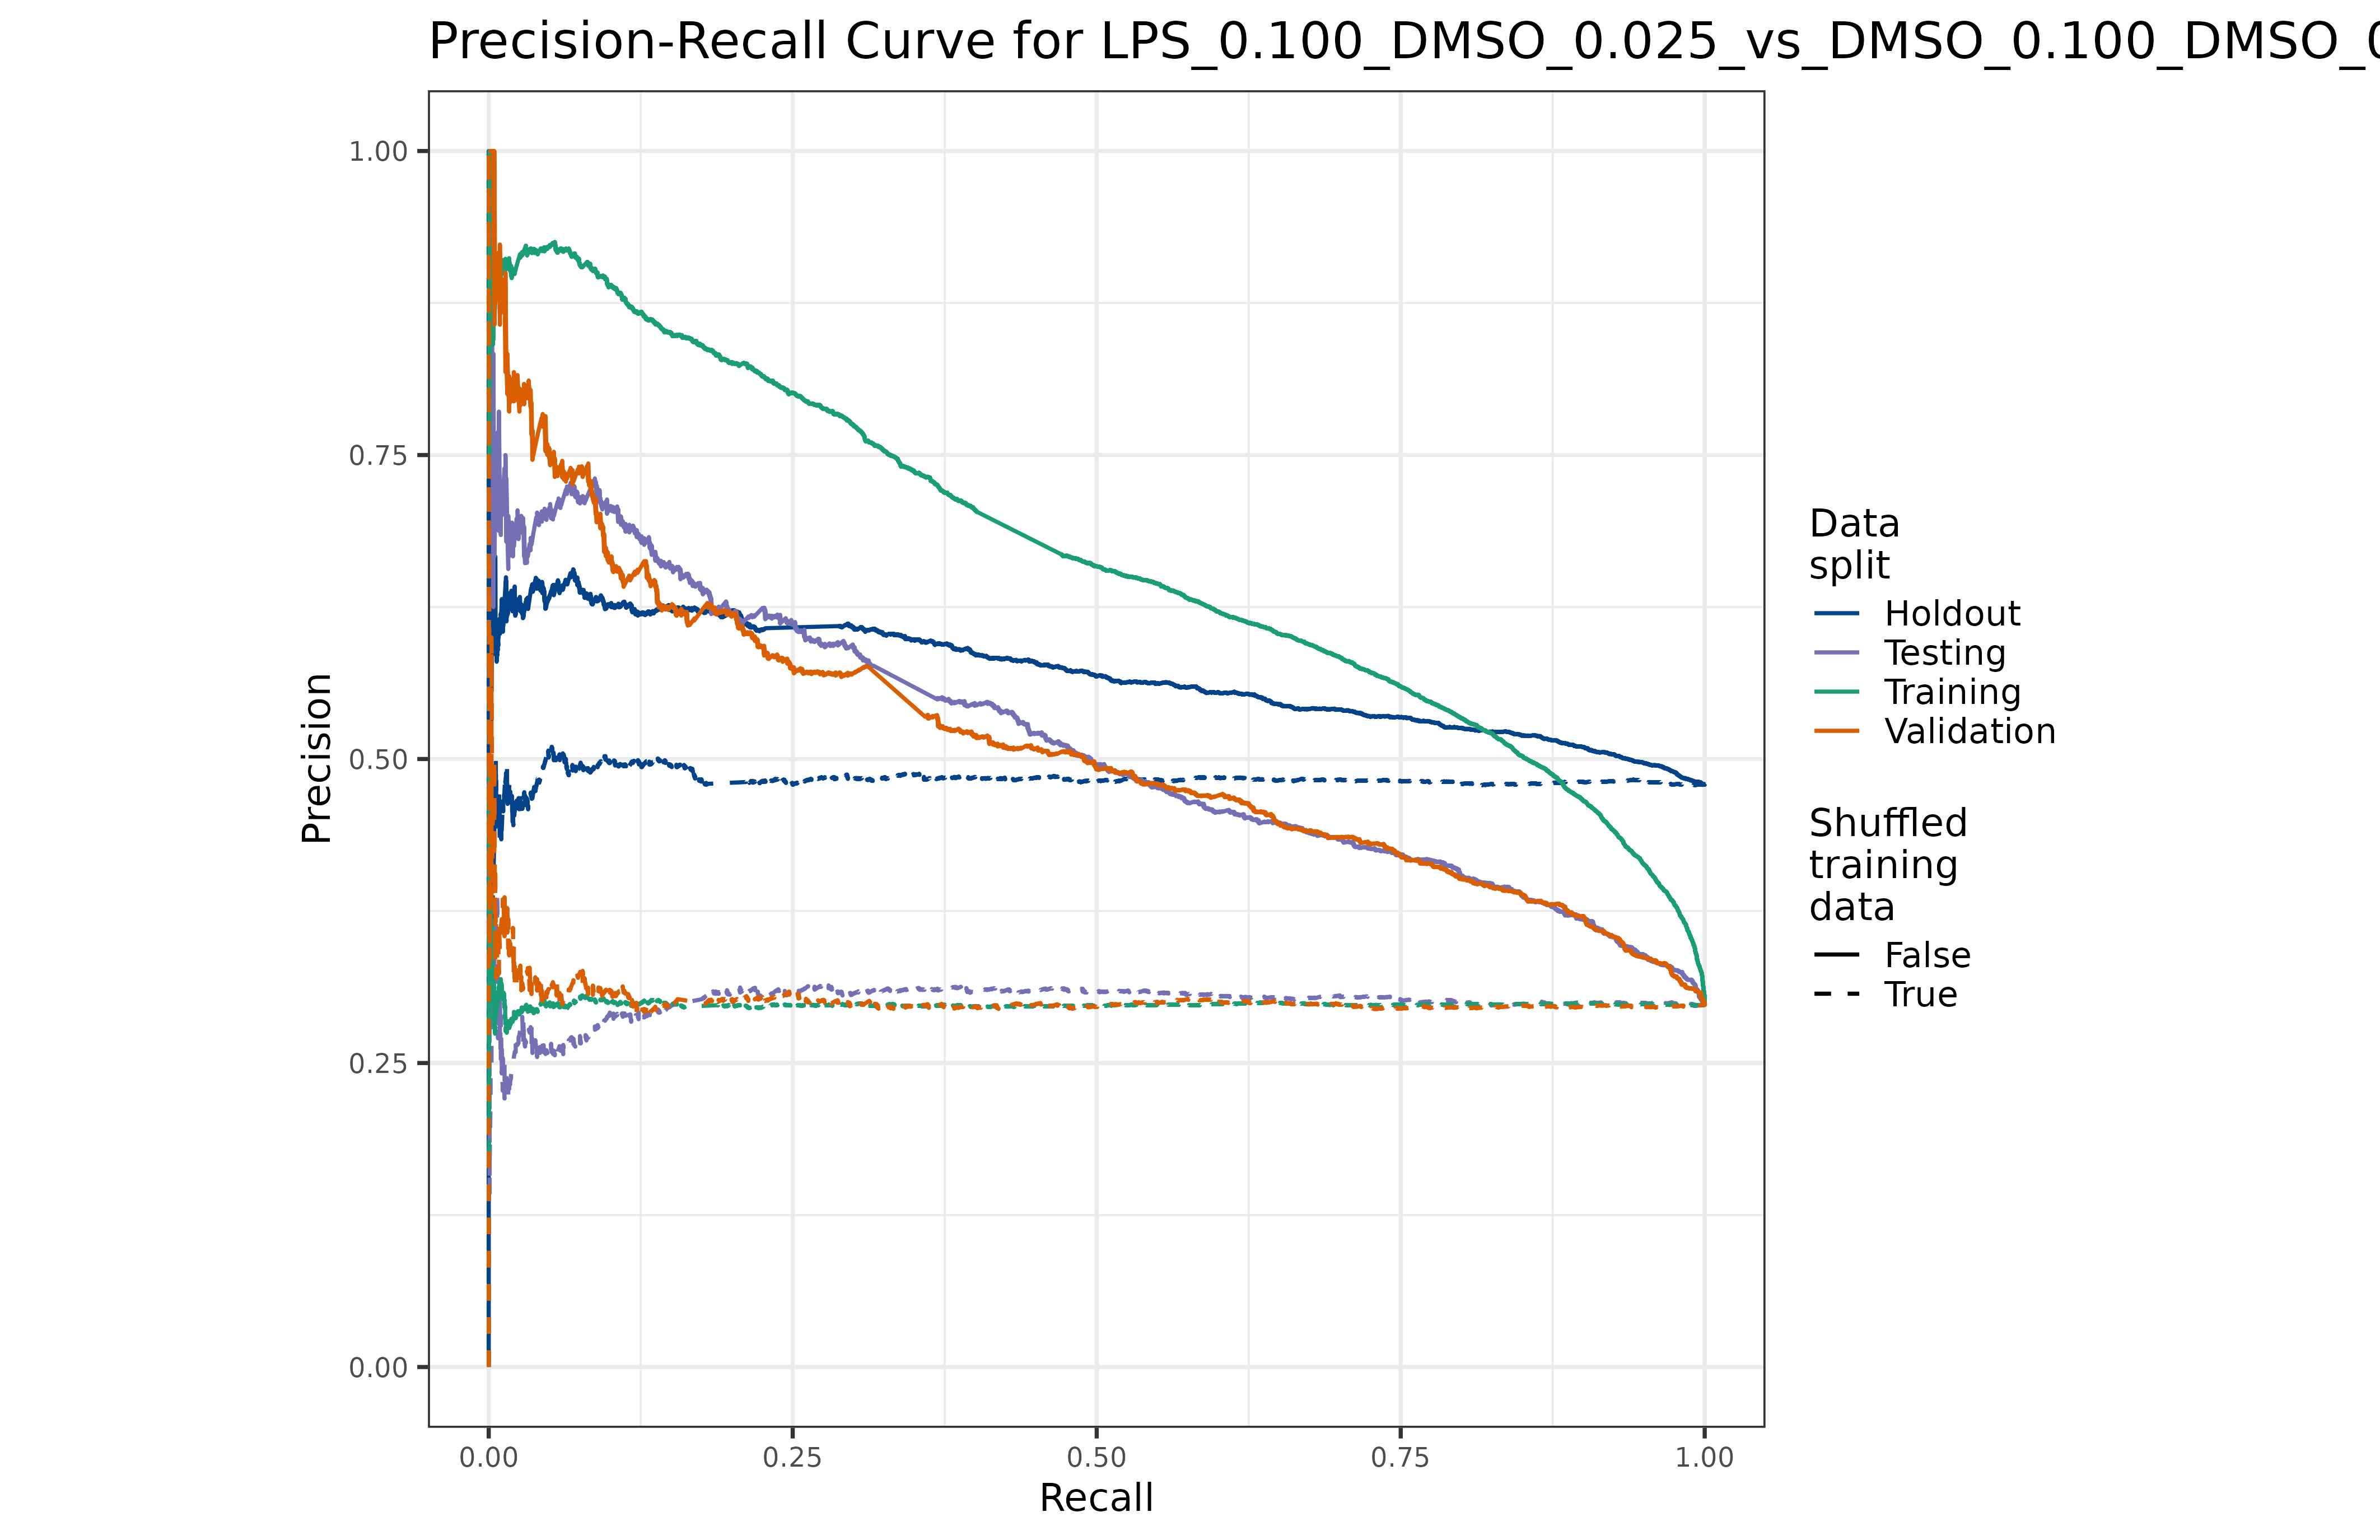 Precision-Recall Curve for LPS_0.100_DMSO_0.025_vs_DMSO_0.100_DMSO_
1.00
0.75
0.50
0.25
0.00
Precision
0.00 0.25 0.50 0.75 1.00
Recall
Data
split
Holdout
Testing
Training
Validation
Shuffled
training
data
False
True